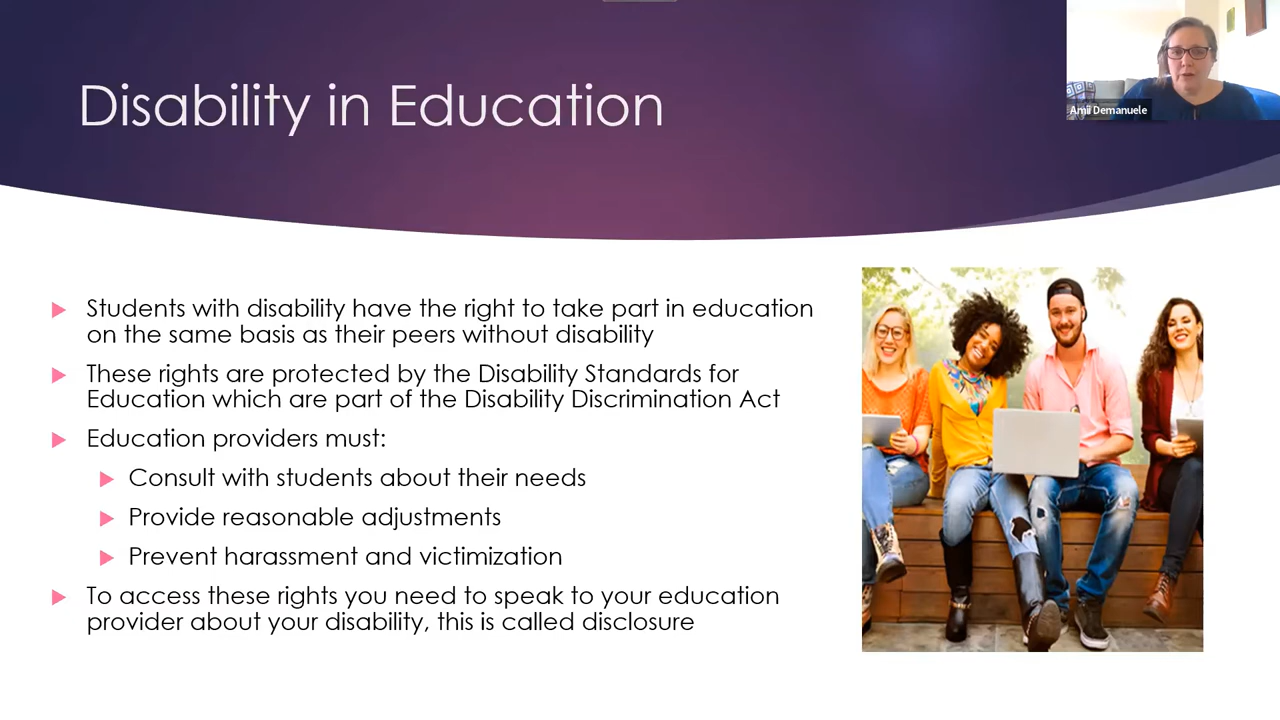 Disability in Education
Amii Demanuele
Students with disability have the right to take part in education
on the same basis as their peers without disability
These rights are protected by the Disability Standards for
Education which are part of the Disability Discrimination Act
Education providers must:
Consult with students about their needs
Provide reasonable adjustments
Prevent harassment and victimization
To access these rights you need to speak to your education
provider about your disability, this is called disclosure